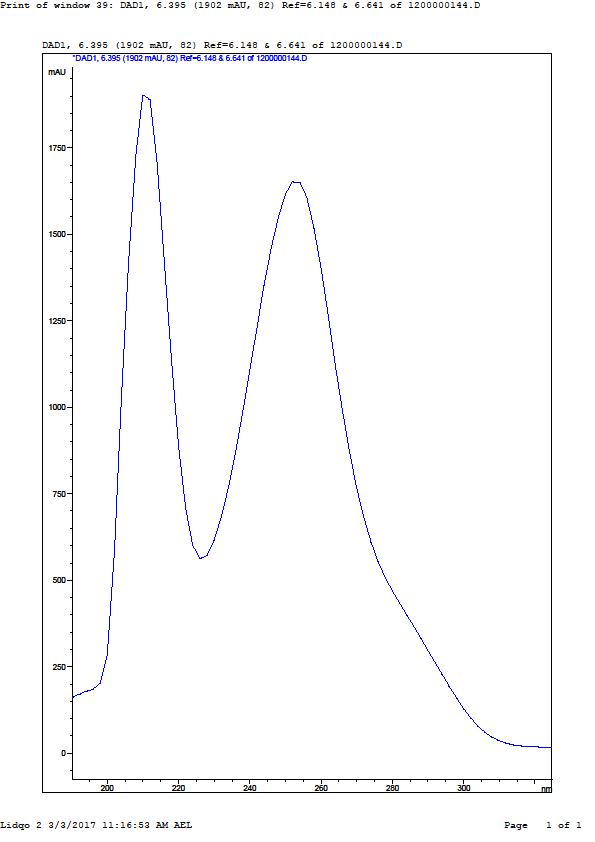 Print of window 39: DAD1, 6.395 (1902 mAU, 82) Ref=6.148 & 6.641 of 1200000144.D
DAD1, 6.395 (1902 mAU, 82) Ref=6.148 & 6.641 of 1200000144.D
*DAD1, 6.395 (1902 mAU, 82) Ref=6.148 & 6.641 of 1200000144.D
mAU
1750
1500
1250
1000
750
500
250
0
200 220 240 260 280 300 nm
Lidqo 2 3/3/2017 11:16:53 AM AEL Page 1 of 1